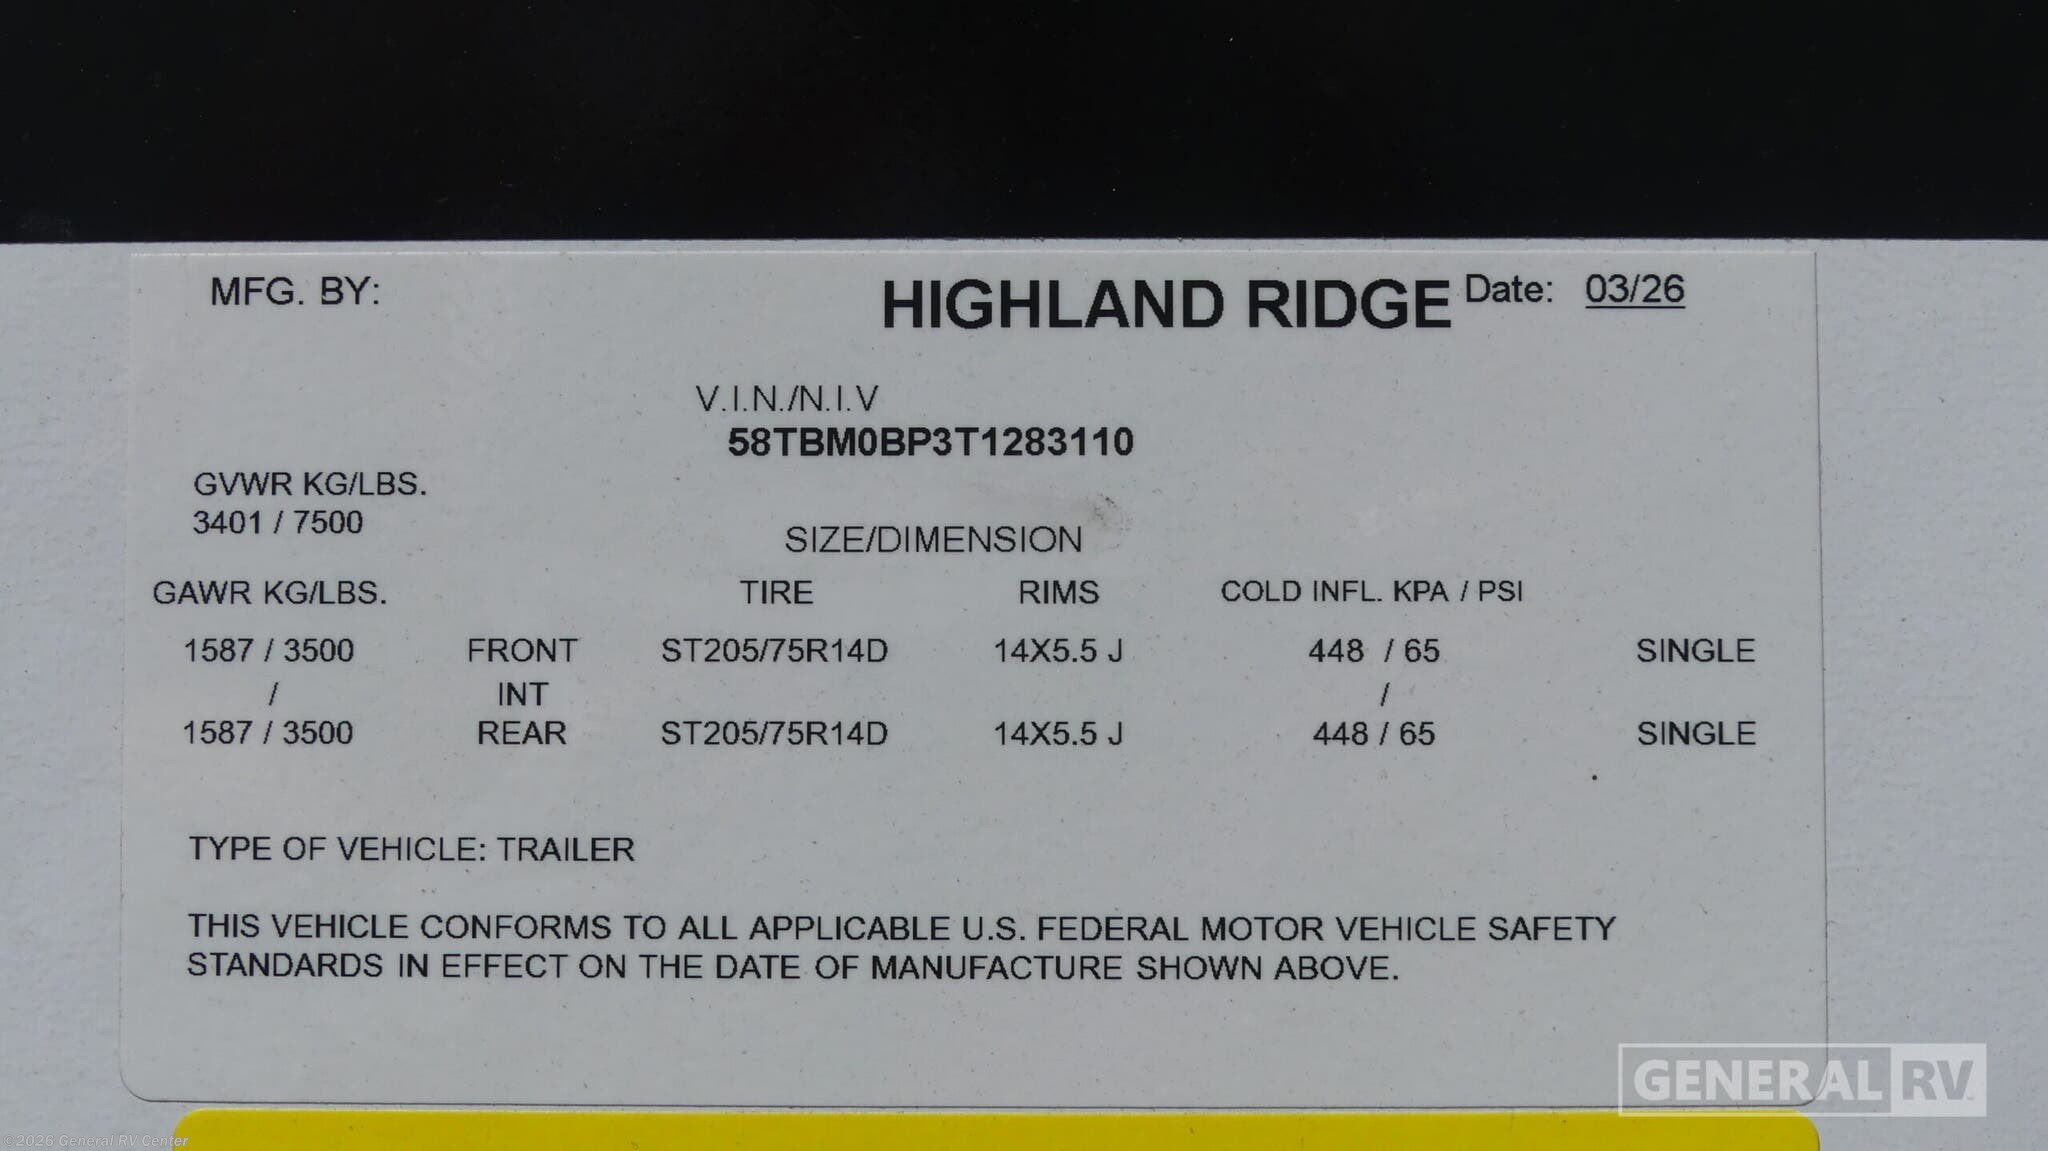 MFG. BY: HIGHLAND RIDGE Date: 03/26
V.I.N./N.I.V
58TBM0BP3T1283110
GVWR KG/LBS.
3401 / 7500
SIZE/DIMENSION
GAWR KG/LBS. TIRE RIMS COLD INFL. KPA / PSI
1587 / 3500 FRONT ST205/75R14D 14X5.5 J 448 / 65 SINGLE
/ INT /
1587 / 3500 REAR ST205/75R14D 14X5.5 J 448 / 65 SINGLE
TYPE OF VEHICLE: TRAILER
THIS VEHICLE CONFORMS TO ALL APPLICABLE U.S. FEDERAL MOTOR VEHICLE SAFETY
STANDARDS IN EFFECT ON THE DATE OF MANUFACTURE SHOWN ABOVE.
GENERAL RV
©2026 General RV Center